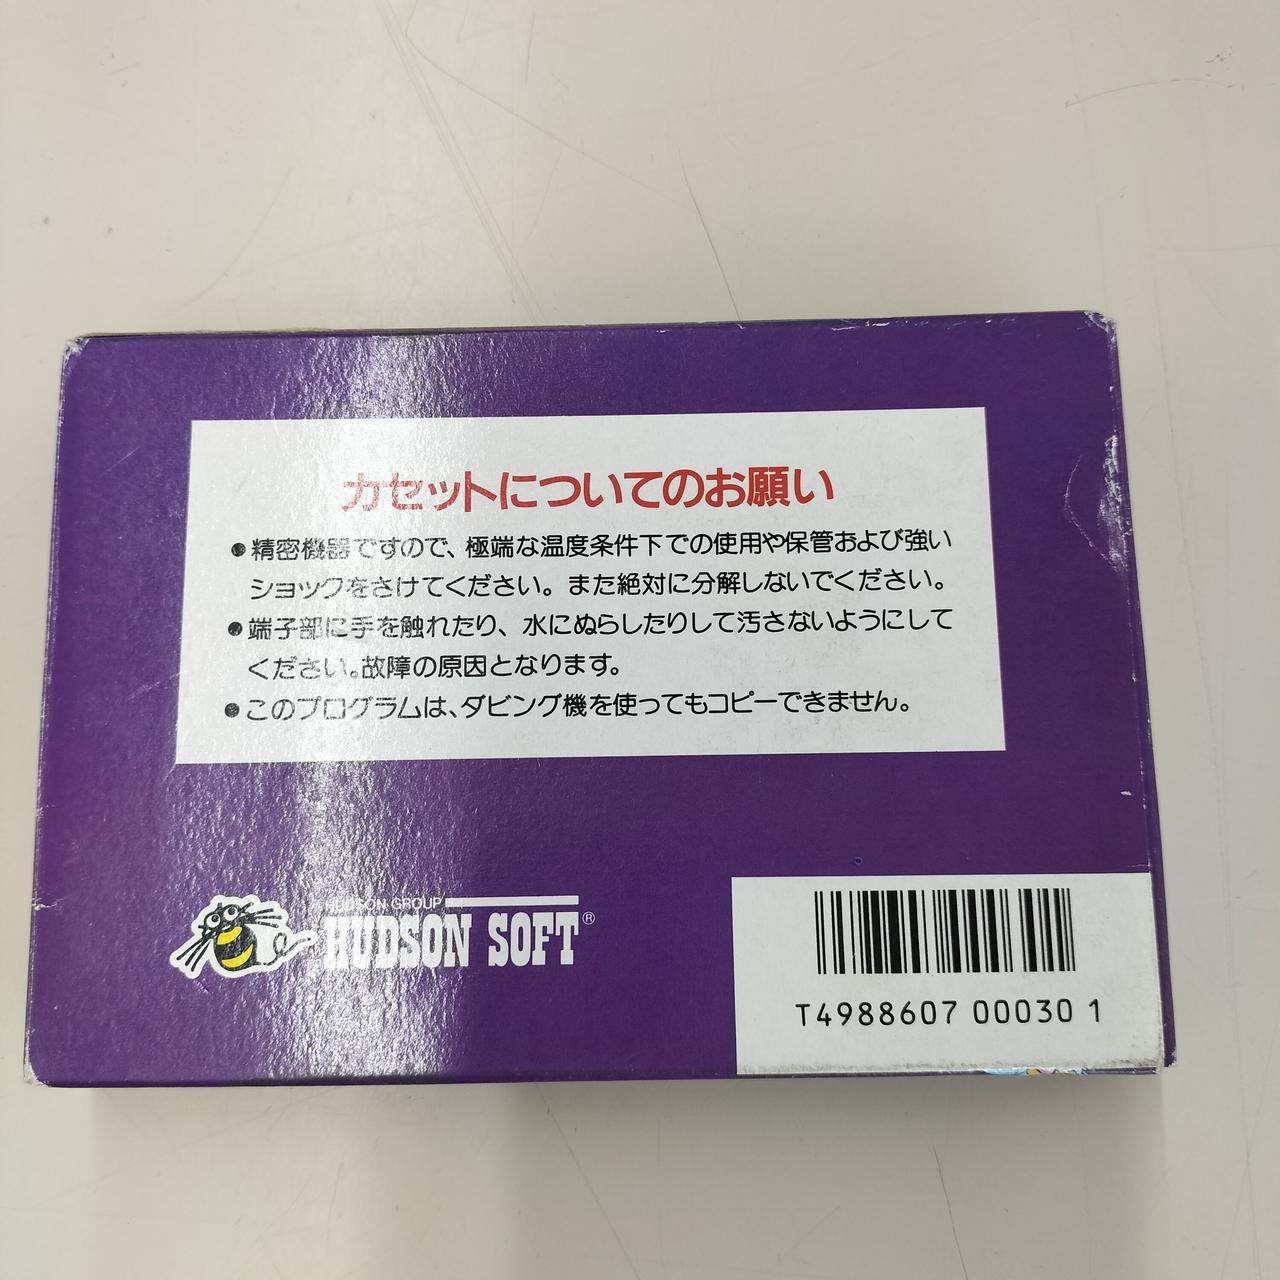 カセットについてのお願い
●精密機器ですので、極端な温度条件下での使用や保管および強い
ショックをさけてください。また絶対に分解しないでください。
●端子部に手を触れたり、水にぬらしたりして汚さないようにして
ください。故障の原因となります。
●このプログラムは、ダビング機を使ってもコピーできません。
HUDSON GROUP
HUDSON SOFT®
T4988607 00030 1